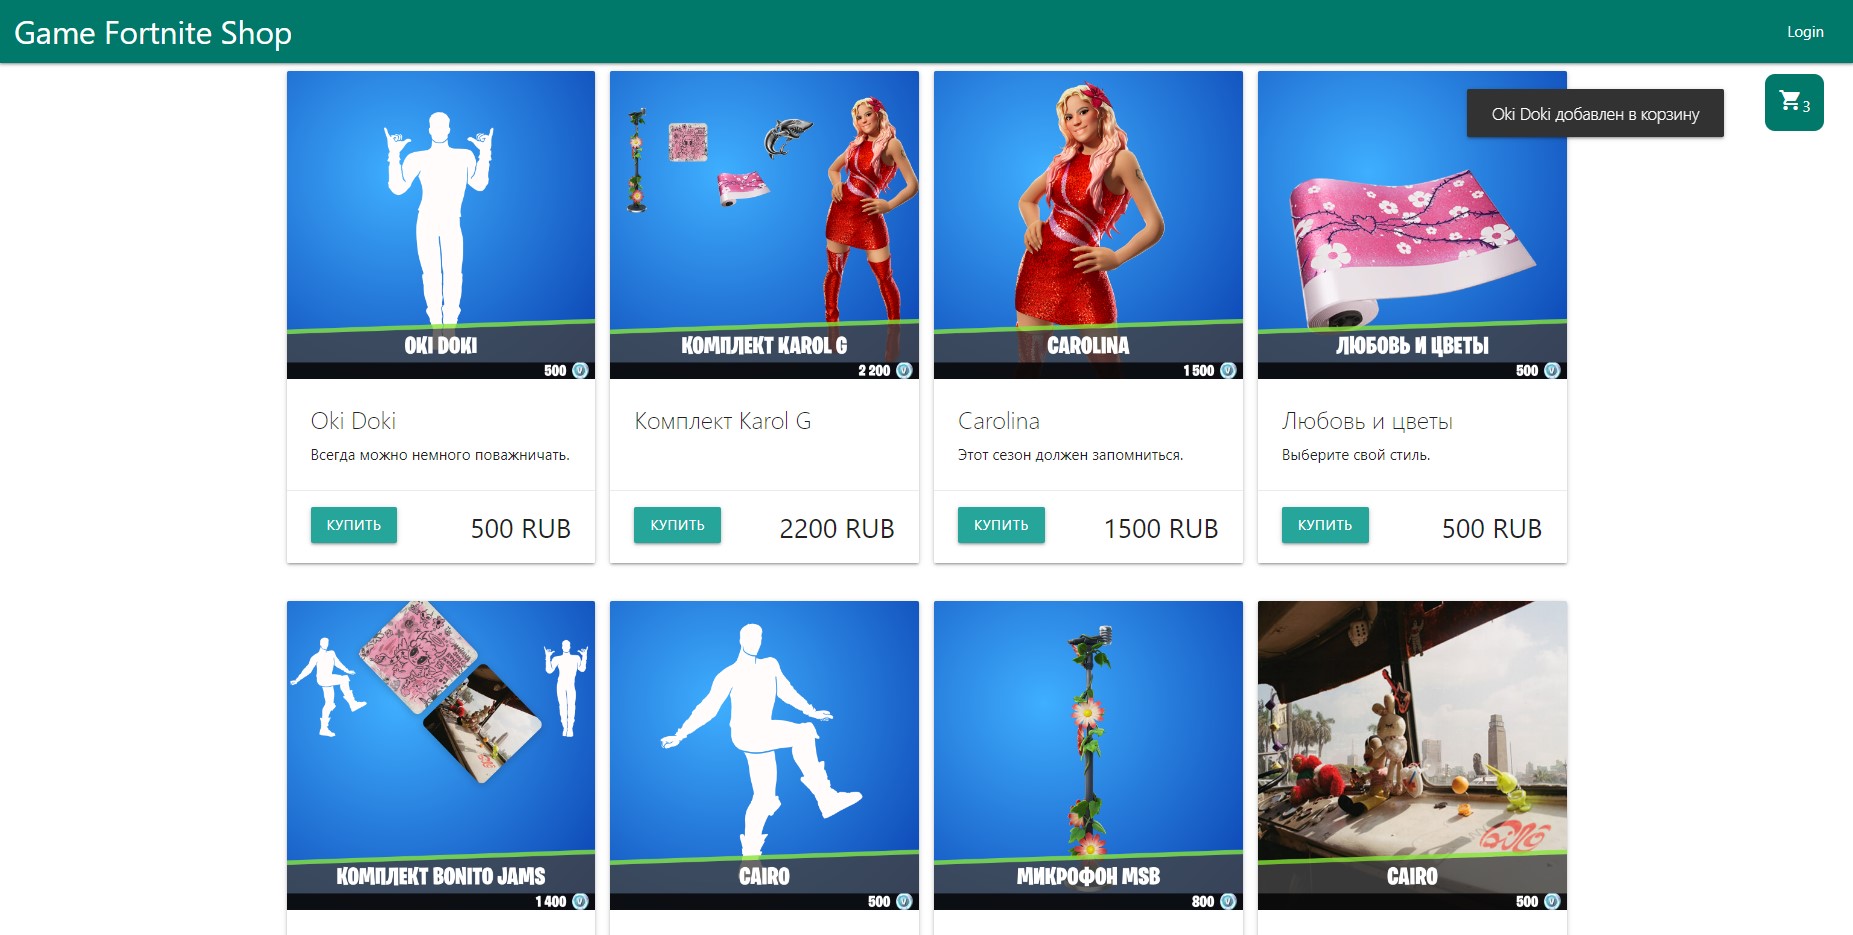 Game Fortnite Shop
Login
3
Oki Doki добавлен в корзину
OKI DOKI
500
КОМПЛЕКТ KAROL G
2 200
CAROLINA
1 500
ЛЮБОВЬ И ЦВЕТЫ
500
Oki Doki
Всегда можно немного поважничать.
КУПИТЬ
500 RUB
Комплект Karol G
КУПИТЬ
2200 RUB
Carolina
Этот сезон должен запомниться.
КУПИТЬ
1500 RUB
Любовь и цветы
Выберите свой стиль.
КУПИТЬ
500 RUB
КОМПЛЕКТ BONITO JAMS
1 400
CAIRO
500
МИКРОФОН MSB
800
CAIRO
500